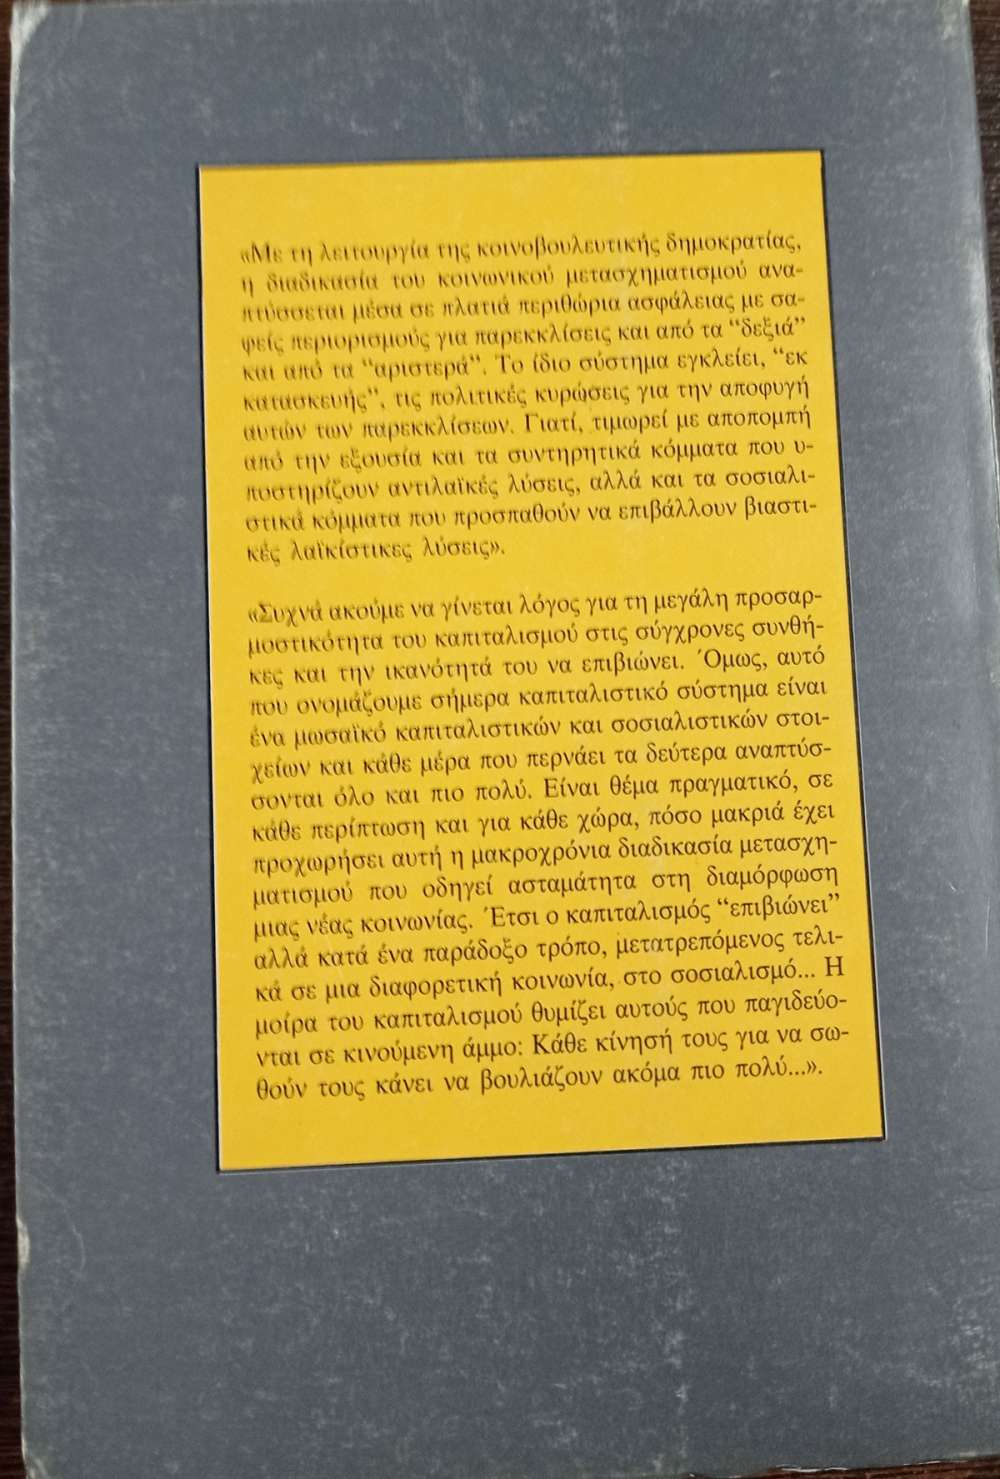 «Με τη λειτουργία της κοινοβουλευτικής δημοκρατίας,
η διαδικασία του κοινωνικού μετασχηματισμού ανα-
πτύσσεται μέσα σε πλατιά περιθώρια ασφάλειας με σα-
φείς περιορισμούς για παρεκκλίσεις και από τα “δεξιά”
και από τα “αριστερά”. Το ίδιο σύστημα εγκλείει, “εκ
κατασκευής”, τις πολιτικές κυρώσεις για την αποφυγή
αυτών των παρεκκλίσεων. Γιατί, τιμωρεί με αποπομπή
από την εξουσία και τα συντηρητικά κόμματα που υ-
ποστηρίζουν αντιλαϊκές λύσεις, αλλά και τα σοσιαλι-
στικά κόμματα που προσπαθούν να επιβάλλουν βιαστι-
κές λαϊκίστικες λύσεις».
«Συχνά ακούμε να γίνεται λόγος για τη μεγάλη προσαρ-
μοστικότητα του καπιταλισμού στις σύγχρονες συνθή-
κες και την ικανότητά του να επιβιώνει. Όμως, αυτό
που ονομάζουμε σήμερα καπιταλιστικό σύστημα είναι
ένα μωσαϊκό καπιταλιστικών και σοσιαλιστικών στοι-
χείων και κάθε μέρα που περνάει τα δεύτερα αναπτύσ-
σονται όλο και πιο πολύ. Είναι θέμα πραγματικό, σε
κάθε περίπτωση και για κάθε χώρα, πόσο μακριά έχει
προχωρήσει αυτή η μακροχρόνια διαδικασία μετασχη-
ματισμού που οδηγεί ασταμάτητα στη διαμόρφωση
μιας νέας κοινωνίας. Έτσι ο καπιταλισμός “επιβιώνει”
αλλά κατά ένα παράδοξο τρόπο, μετατρεπόμενος τελι-
κά σε μια διαφορετική κοινωνία, στο σοσιαλισμό... Η
μοίρα του καπιταλισμού θυμίζει αυτούς που παγιδεύο-
νται σε κινούμενη άμμο: Κάθε κίνησή τους για να σω-
θούν τους κάνει να βουλιάζουν ακόμα πιο πολύ...».